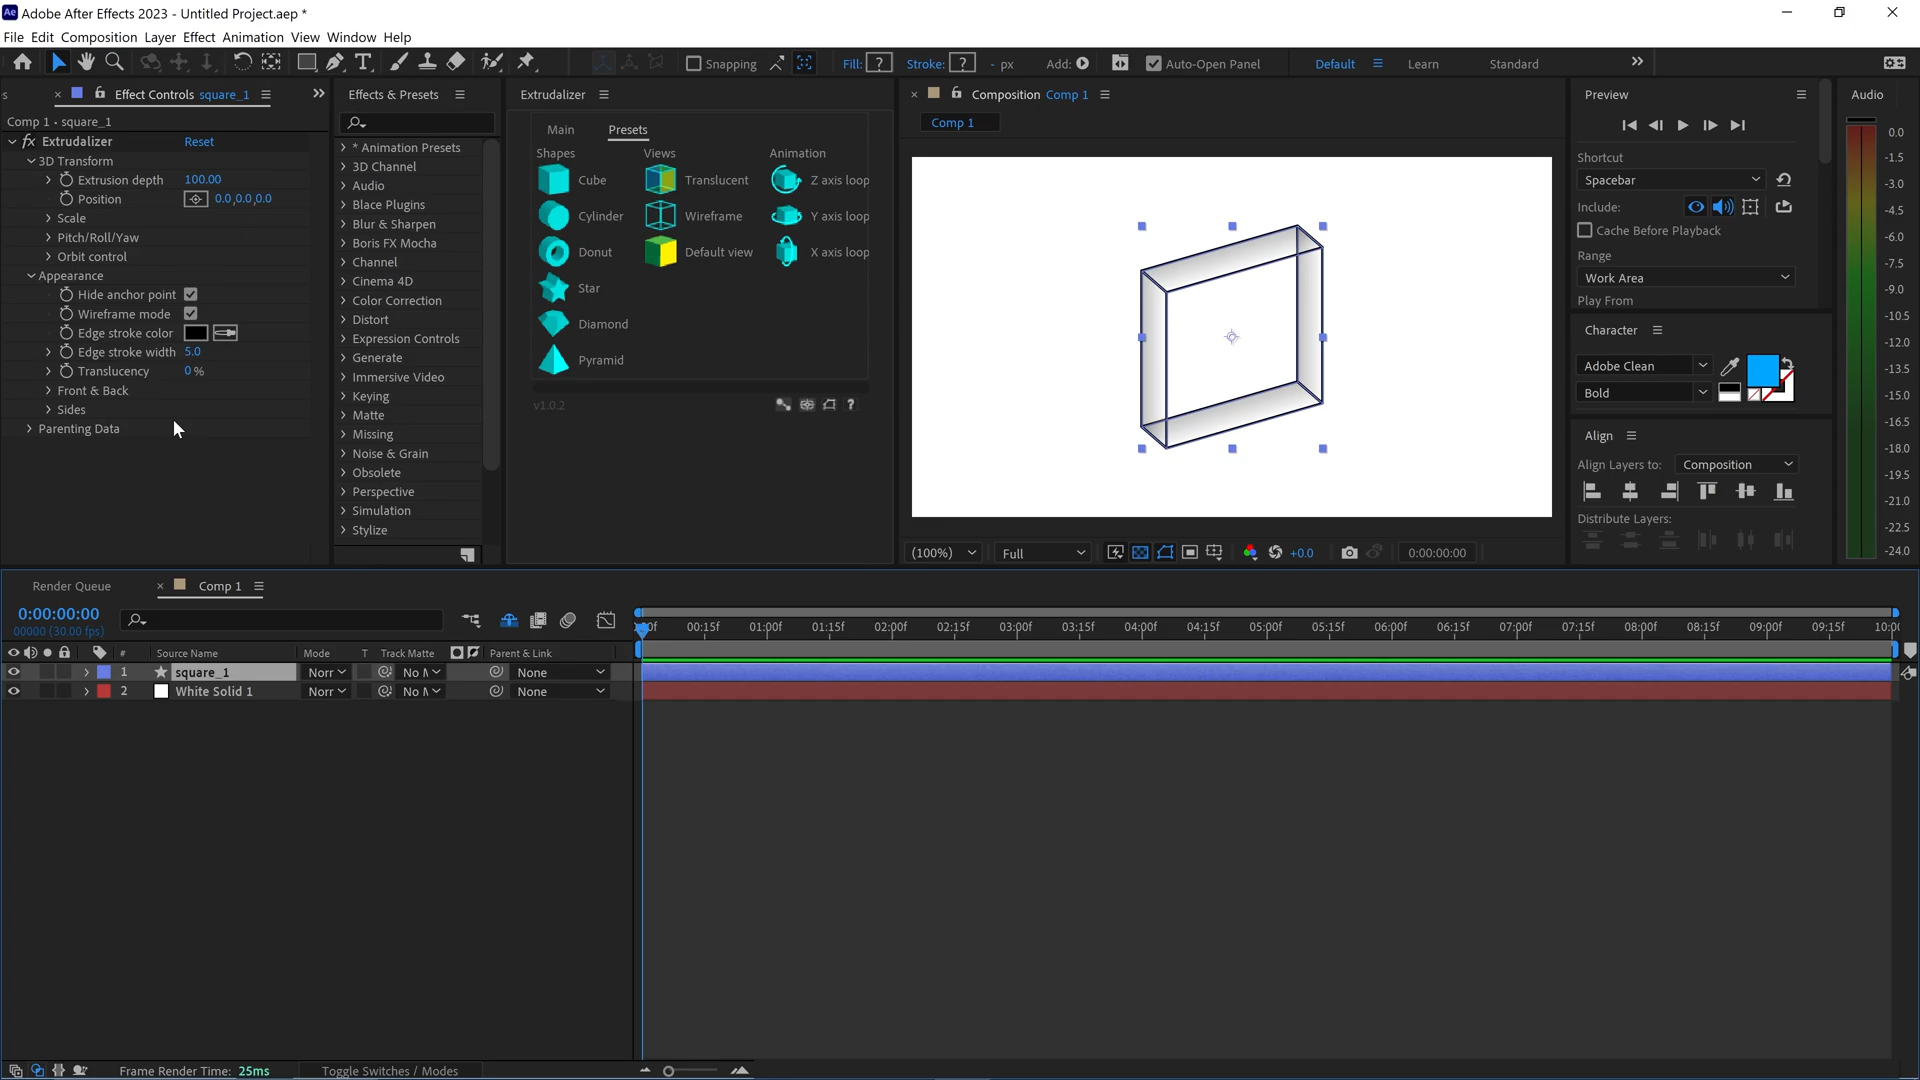 Adobe After Effects 2023 - Untitled Project.aep *
File Edit Composition Layer Effect Animation View Window Help
Snapping
Fill: ?
Stroke: ?
- px
Add:
Auto-Open Panel
Default
Learn
Standard
s
Effect Controls square_1
Comp 1 • square_1
fx Extrudalizer Reset
3D Transform
Extrusion depth 100.00
Position 0.0,0.0,0.0
Scale
Pitch/Roll/Yaw
Orbit control
Appearance
Hide anchor point
Wireframe mode
Edge stroke color
Edge stroke width 5.0
Translucency 0 %
Front & Back
Sides
Parenting Data
Effects & Presets
* Animation Presets
3D Channel
Audio
Blace Plugins
Blur & Sharpen
Boris FX Mocha
Channel
Cinema 4D
Color Correction
Distort
Expression Controls
Generate
Immersive Video
Keying
Matte
Missing
Noise & Grain
Obsolete
Perspective
Simulation
Stylize
Extrudalizer
Main Presets
Shapes Views Animation
Cube Translucent Z axis loop
Cylinder Wireframe Y axis loop
Donut Default view X axis loop
Star
Diamond
Pyramid
v1.0.2 ?
Composition Comp 1
Comp 1
(100%) Full +0.0 0:00:00:00
Preview
Shortcut
Spacebar
Include:
Cache Before Playback
Range
Work Area
Play From
Character
Adobe Clean
Bold
Align
Align Layers to: Composition
Distribute Layers:
Audio
0.0
-1.5
-3.0
-4.5
-6.0
-7.5
-9.0
-10.5
-12.0
-13.5
-15.0
-16.5
-18.0
-19.5
-21.0
-22.5
-24.0
Render Queue Comp 1
0:00:00:00
00000 (30.00 fps)
00:15f 01:00f 01:15f 02:00f 02:15f 03:00f 03:15f 04:00f 04:15f 05:00f 05:15f 06:00f 06:15f 07:00f 07:15f 08:00f 08:15f 09:00f 09:15f 10:0
# Source Name Mode T Track Matte Parent & Link
1 square_1 Norr No M None
2 White Solid 1 Norr No M None
Frame Render Time: 25ms Toggle Switches / Modes